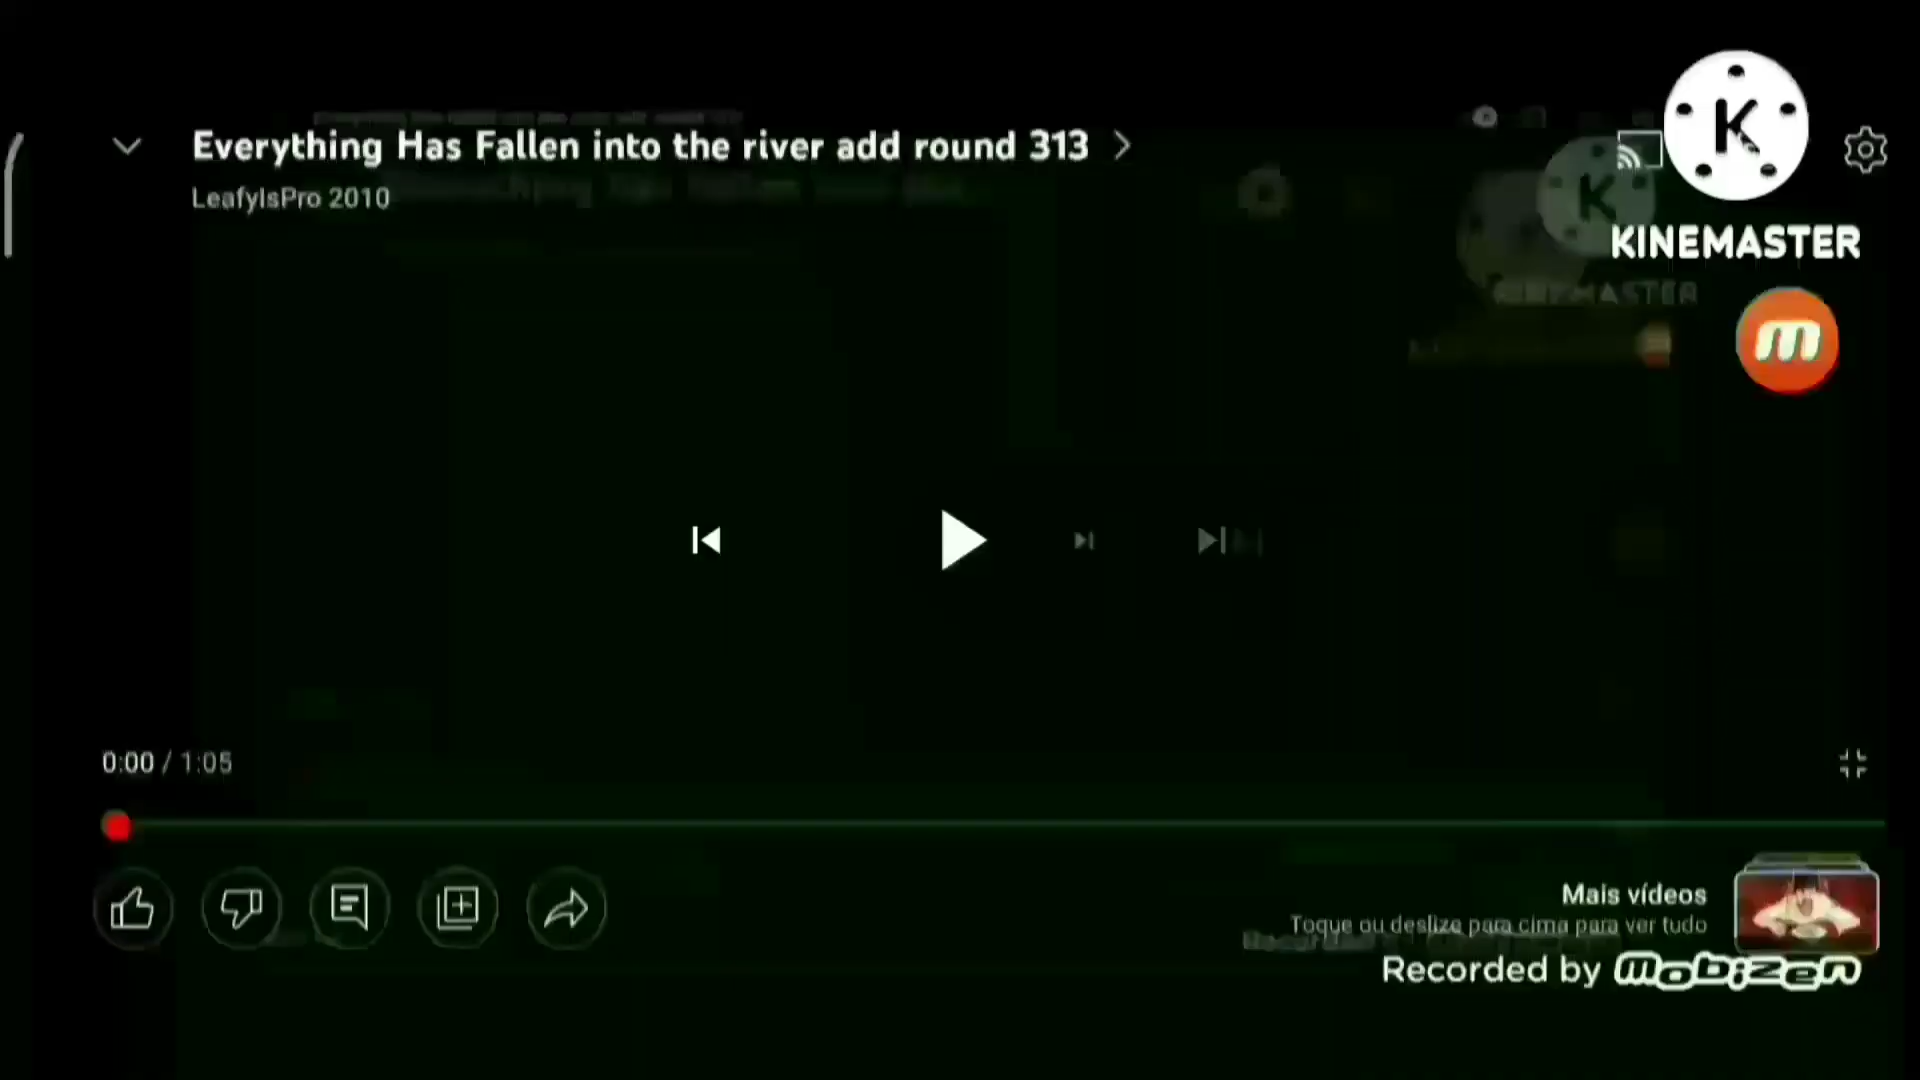 Everything Has Fallen into the river add round 313
LeafyIsPro 2010
K
KINEMASTER
KINEMASTER
m
0:00 / 1:05
Mais vídeos
Toque ou deslize para cima para ver tudo
Recorded by mobizen